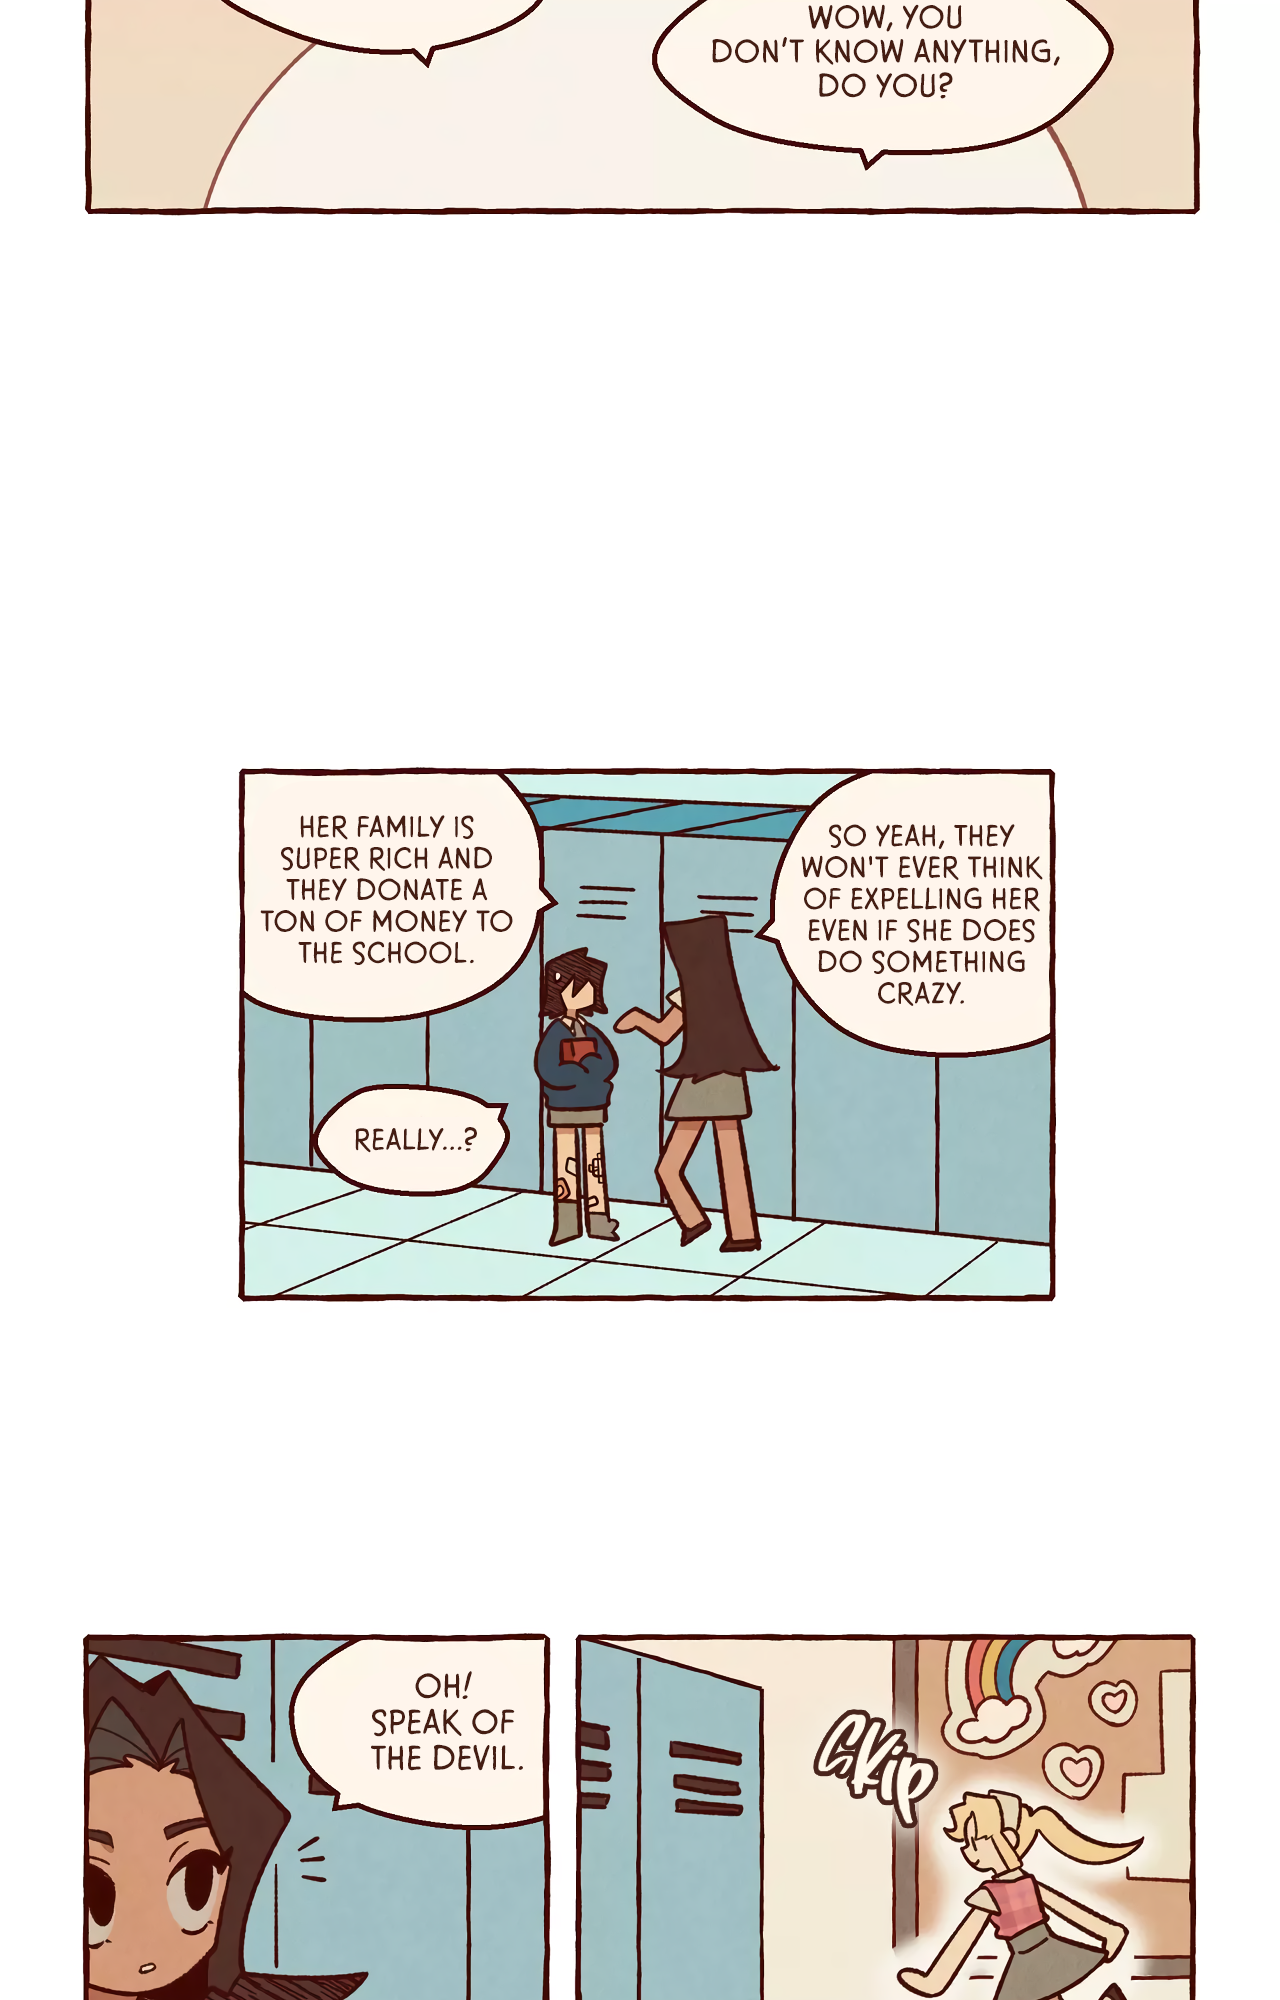 WOW, YOU
DON'T KNOW ANYTHING,
DO YOU?
HER FAMILY IS
SUPER RICH AND
THEY DONATE A
TON OF MONEY TO
THE SCHOOL.
SO YEAH, THEY
WON'T EVER THINK
OF EXPELLING HER
EVEN IF SHE DOES
DO SOMETHING
CRAZY.
REALLY...?
OH!
SPEAK OF
THE DEVIL.
SKIP